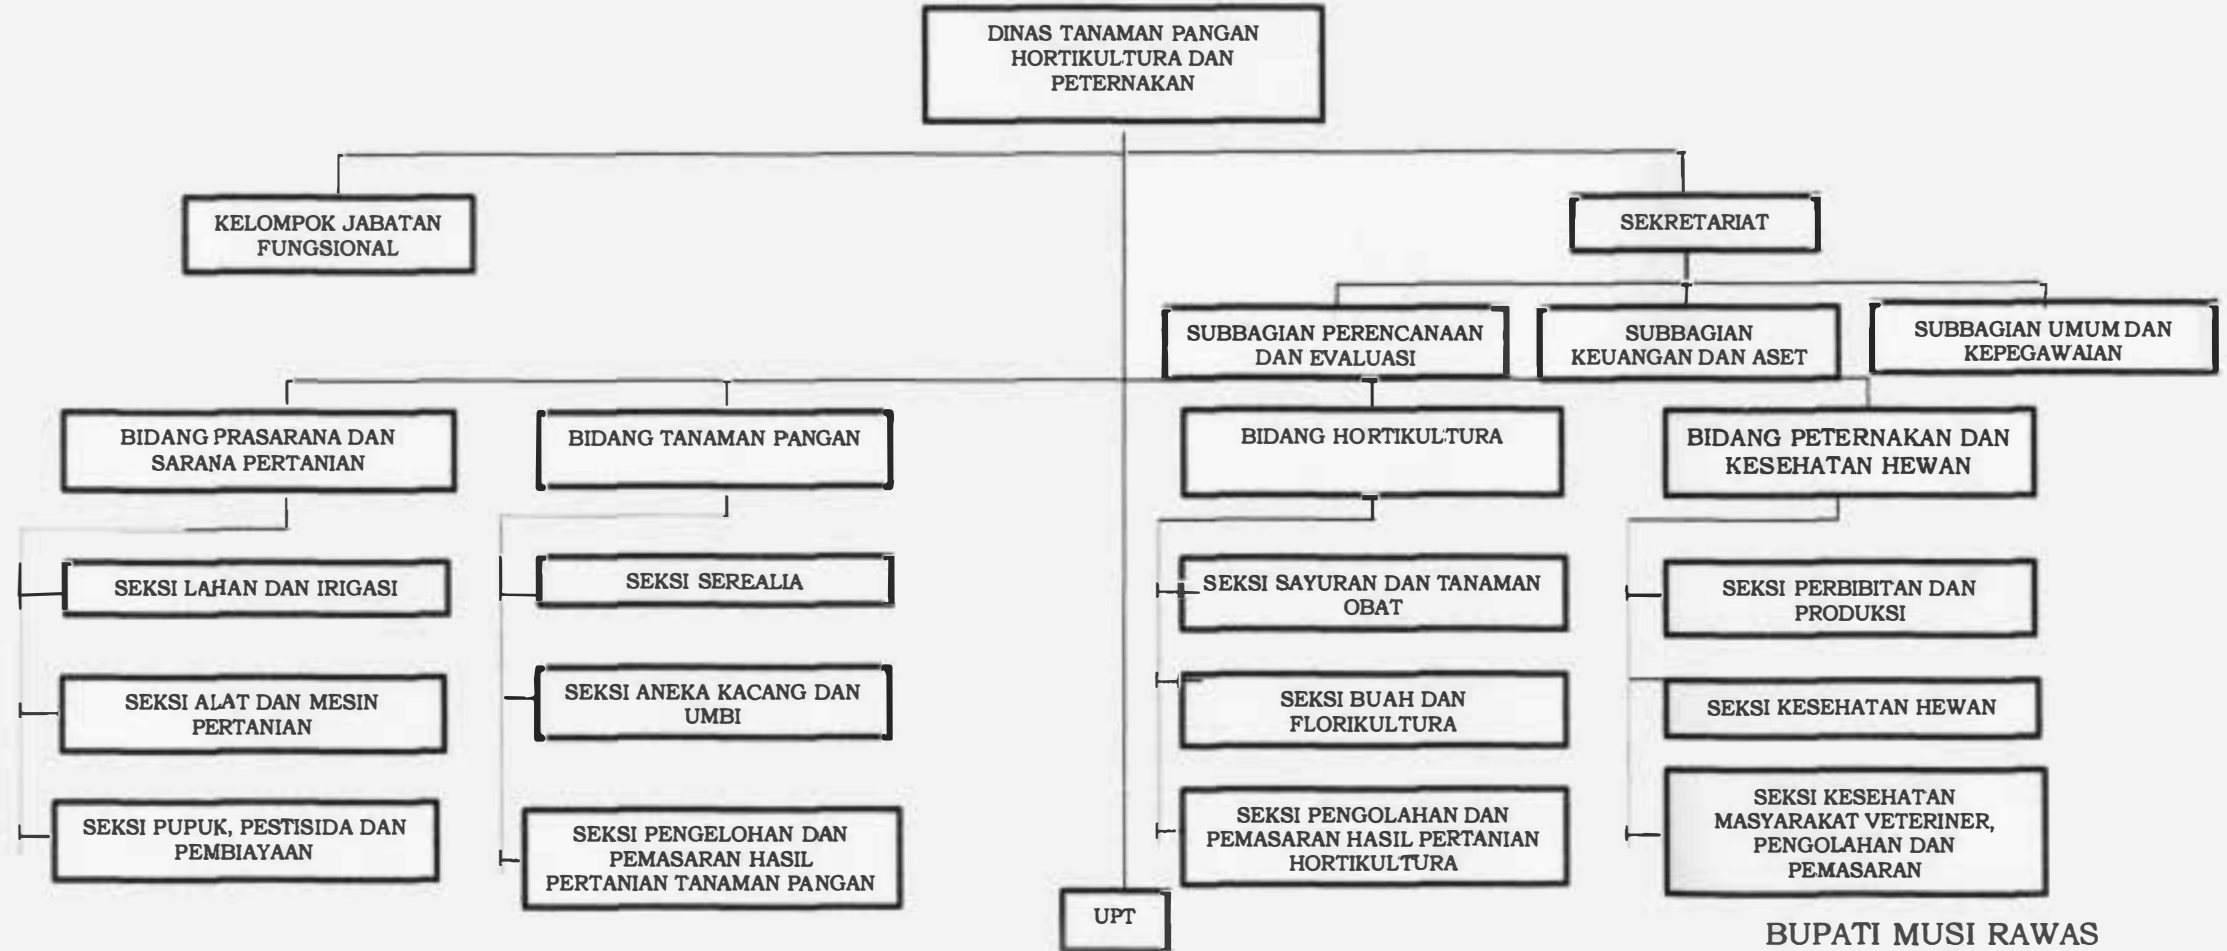 DINAS TANAMAN PANGAN
HORTIKULTURA DAN
PETERNAKAN
KELOMPOK JABATAN
FUNGSIONAL
SEKRETARIAT
SUBBAGIAN PERENCANAAN
DAN EVALUASI
SUBBAGIAN
KEUANGAN DAN ASET
SUBBAGIAN UMUM DAN
KEPEGAWAIAN
BIDANG PRASARANA DAN
SARANA PERTANIAN
BIDANG TANAMAN PANGAN
BIDANG HORTIKULTURA
BIDANG PETERNAKAN DAN
KESEHATAN HEWAN
SEKSI LAHAN DAN IRIGASI
SEKSI ALAT DAN MESIN
PERTANIAN
SEKSI PUPUK, PESTISIDA DAN
PEMBIAYAAN
SEKSI SEREALIA
SEKSI ANEKA KACANG DAN
UMBI
SEKSI PENGELOHAN DAN
PEMASARAN HASIL
PERTANIAN TANAMAN PANGAN
SEKSI SAYURAN DAN TANAMAN
OBAT
SEKSI BUAH DAN
FLORIKULTURA
SEKSI PENGOLAHAN DAN
PEMASARAN HASIL PERTANIAN
HORTIKULTURA
SEKSI PERBIBITAN DAN
PRODUKSI
SEKSI KESEHATAN HEWAN
SEKSI KESEHATAN
MASYARAKAT VETERINER,
PENGOLAHAN DAN
PEMASARAN
UPT
BUPATI MUSI RAWAS